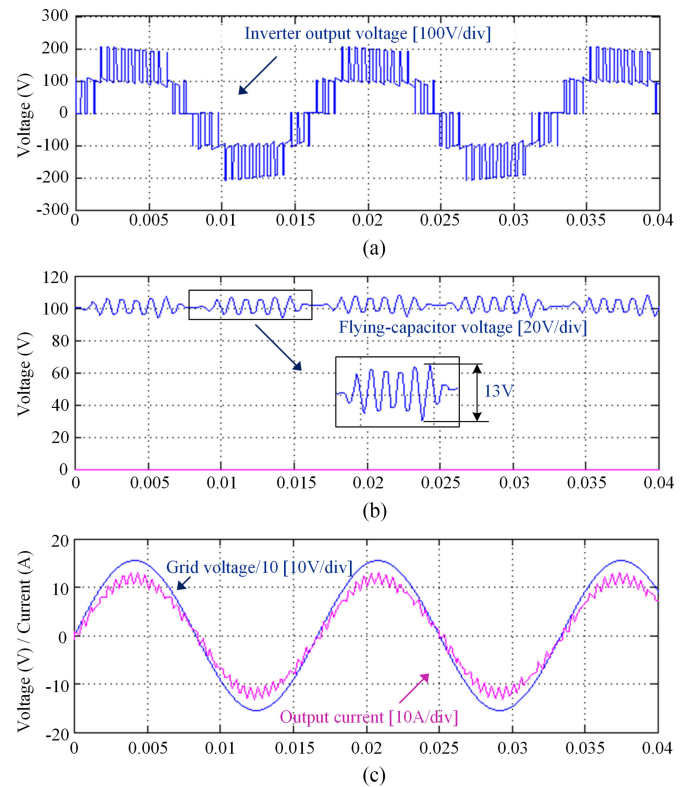 300
200
100
0
-100
-200
-300
Voltage (V)
Inverter output voltage [100V/div]
0 0.005 0.01 0.015 0.02 0.025 0.03 0.035 0.04
(a)
120
100
80
60
40
20
0
Voltage (V)
Flying-capacitor voltage [20V/div]
13V
0 0.005 0.01 0.015 0.02 0.025 0.03 0.035 0.04
(b)
20
10
0
-10
-20
Voltage (V) / Current (A)
Grid voltage/10 [10V/div]
Output current [10A/div]
0 0.005 0.01 0.015 0.02 0.025 0.03 0.035 0.04
(c)